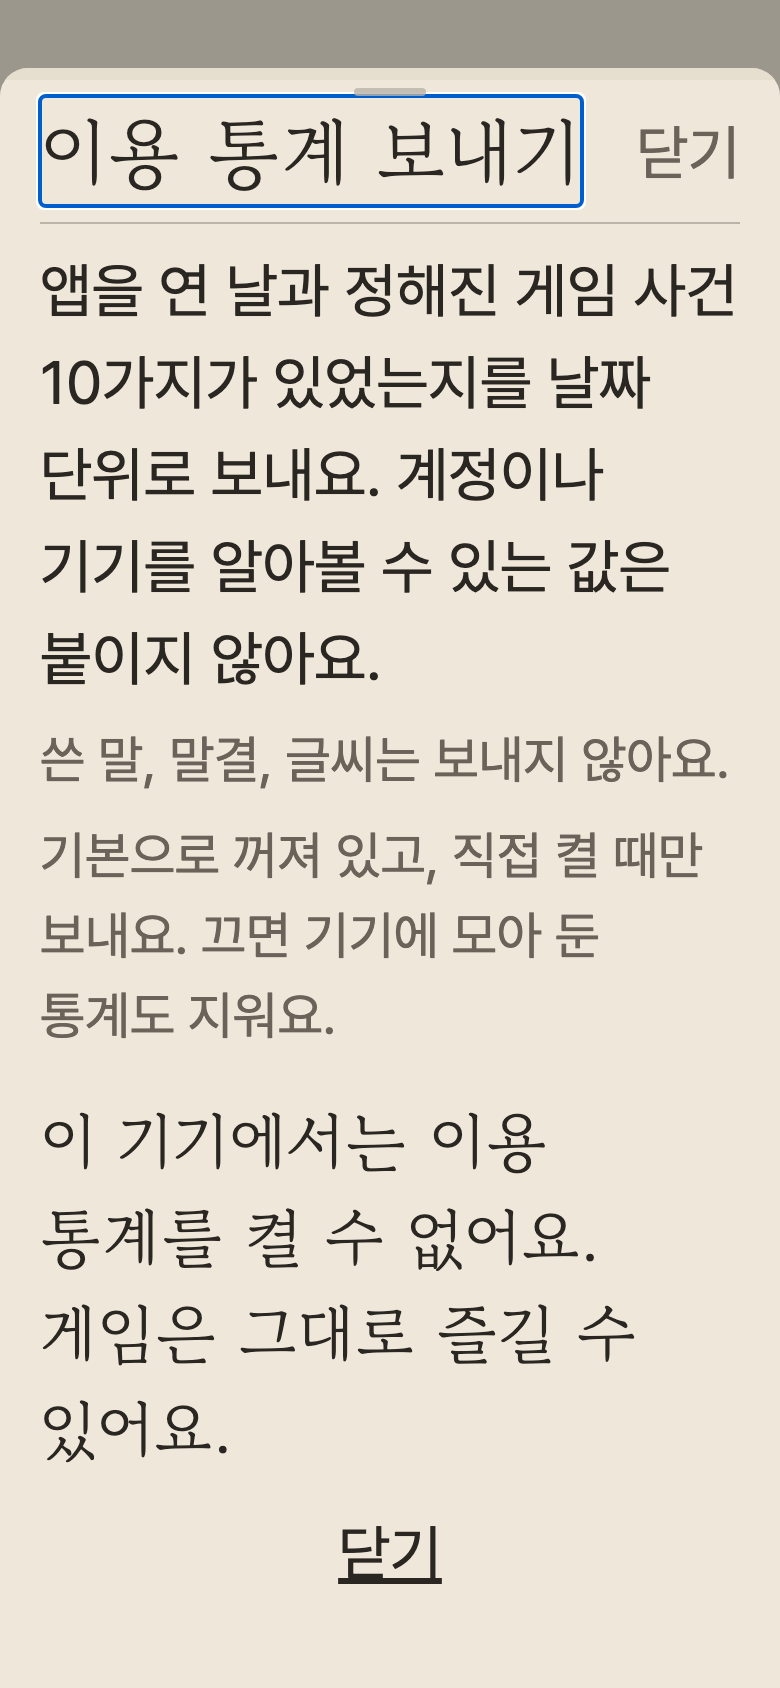 이용 통계 보내기
닫기
앱을 연 날과 정해진 게임 사건
10가지가 있었는지를 날짜
단위로 보내요. 계정이나
기기를 알아볼 수 있는 값은
붙이지 않아요.
쓴 말, 말결, 글씨는 보내지 않아요.
기본으로 꺼져 있고, 직접 켤 때만
보내요. 끄면 기기에 모아 둔
통계도 지워요.
이 기기에서는 이용
통계를 켤 수 없어요.
게임은 그대로 즐길 수
있어요.
닫기